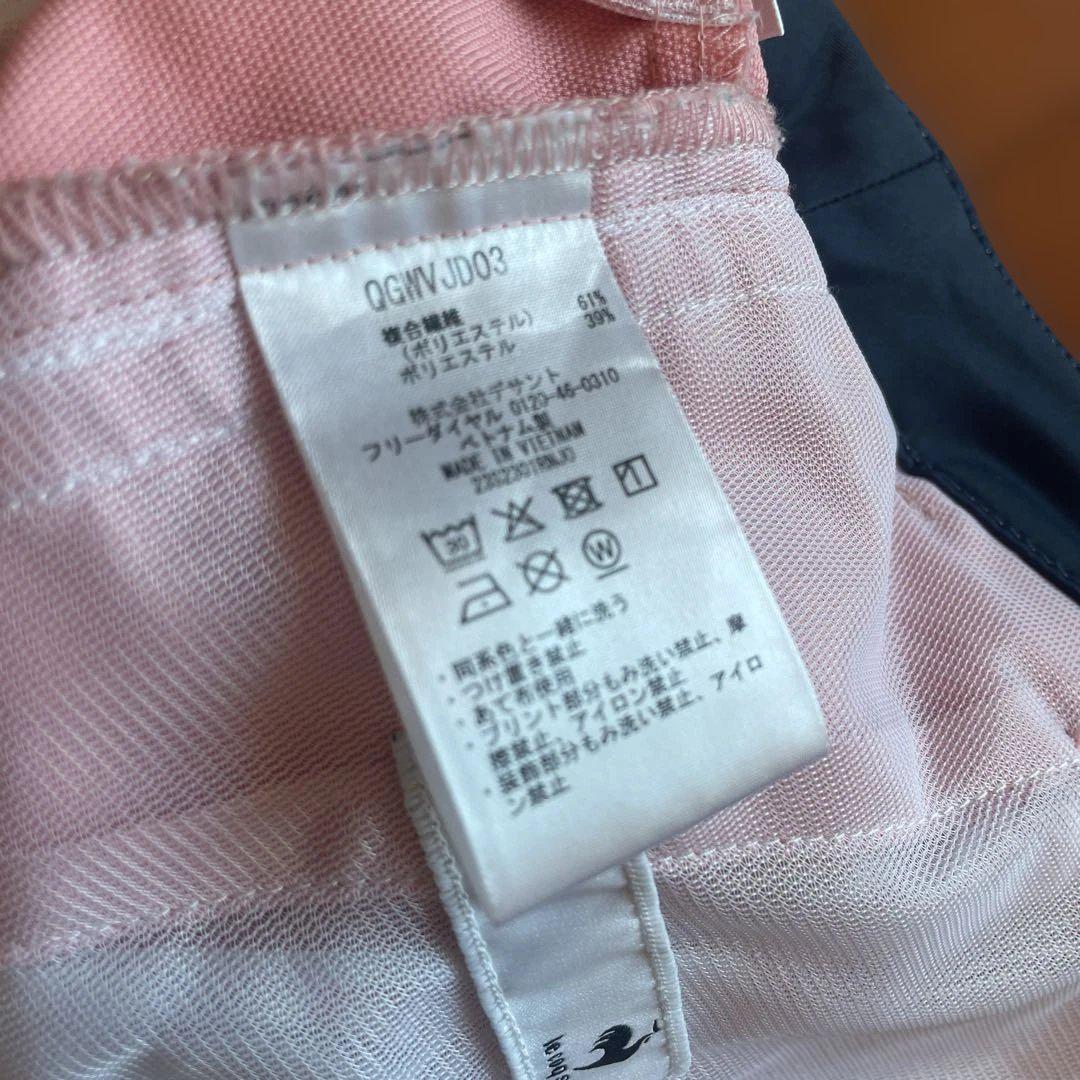 QGWVJD03
複合繊維 61%
(ポリエステル) 39%
ポリエステル
株式会社デサント
フリーダイヤル 0123-46-0310
ベトナム製
MADE IN VIETNAM
30
W
・同系色と一緒に洗う
・つけ置き禁止
・あて布使用
・プリント部分もみ洗い禁止、摩
擦禁止、アイロン禁止
・装飾部分もみ洗い禁止、アイロ
ン禁止
le coq s